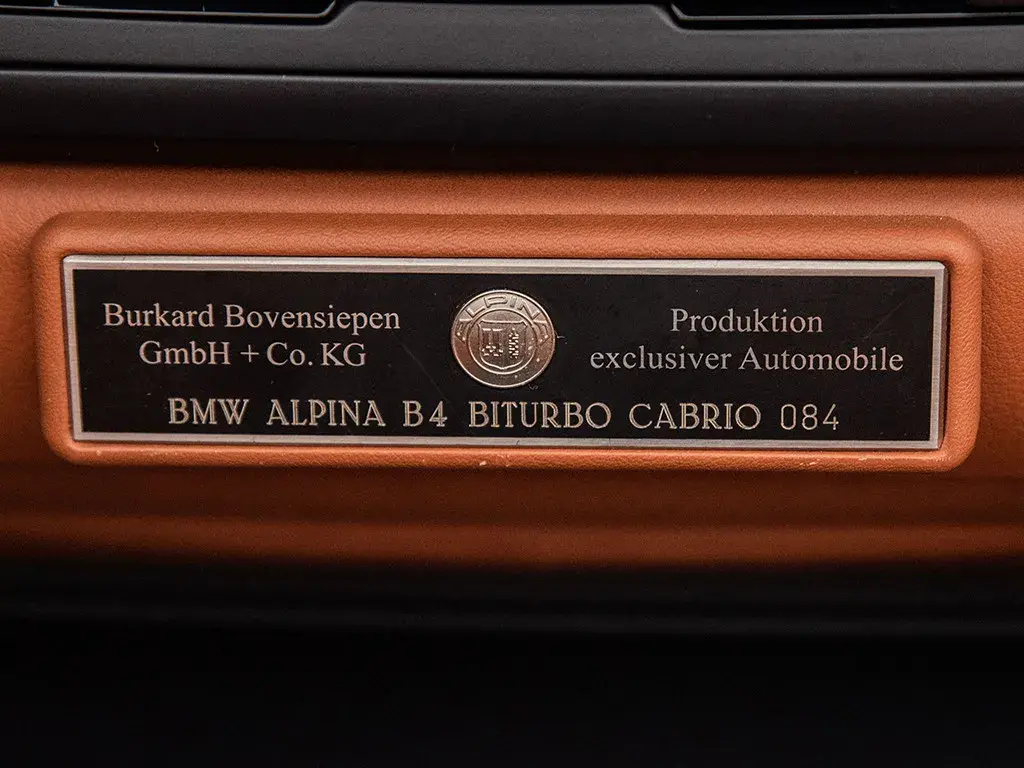 Burkard Bovensiepen
GmbH + Co. KG
ALPINA
Produktion
exclusiver Automobile
BMW ALPINA B4 BITURBO CABRIO 084